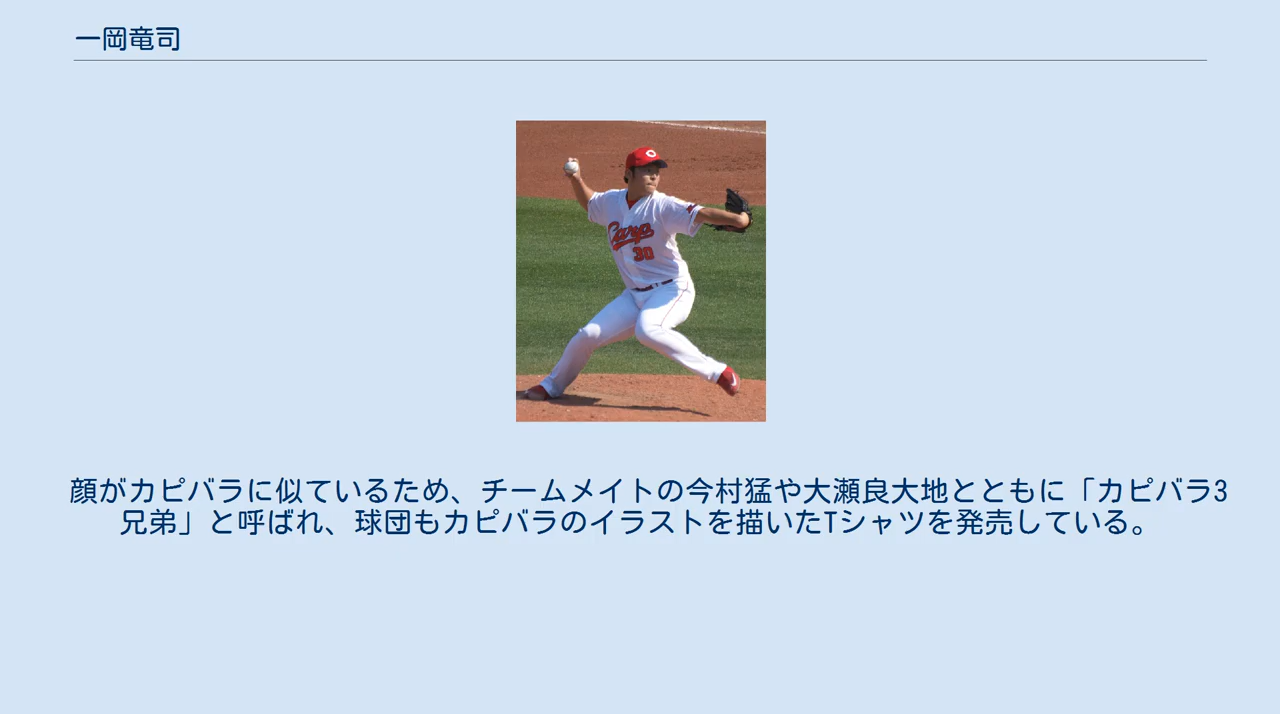 一岡竜司
C
Carp
30
顔がカピバラに似ているため、チームメイトの今村猛や大瀬良大地とともに「カピバラ3
兄弟」と呼ばれ、球団もカピバラのイラストを描いたTシャツを発売している。